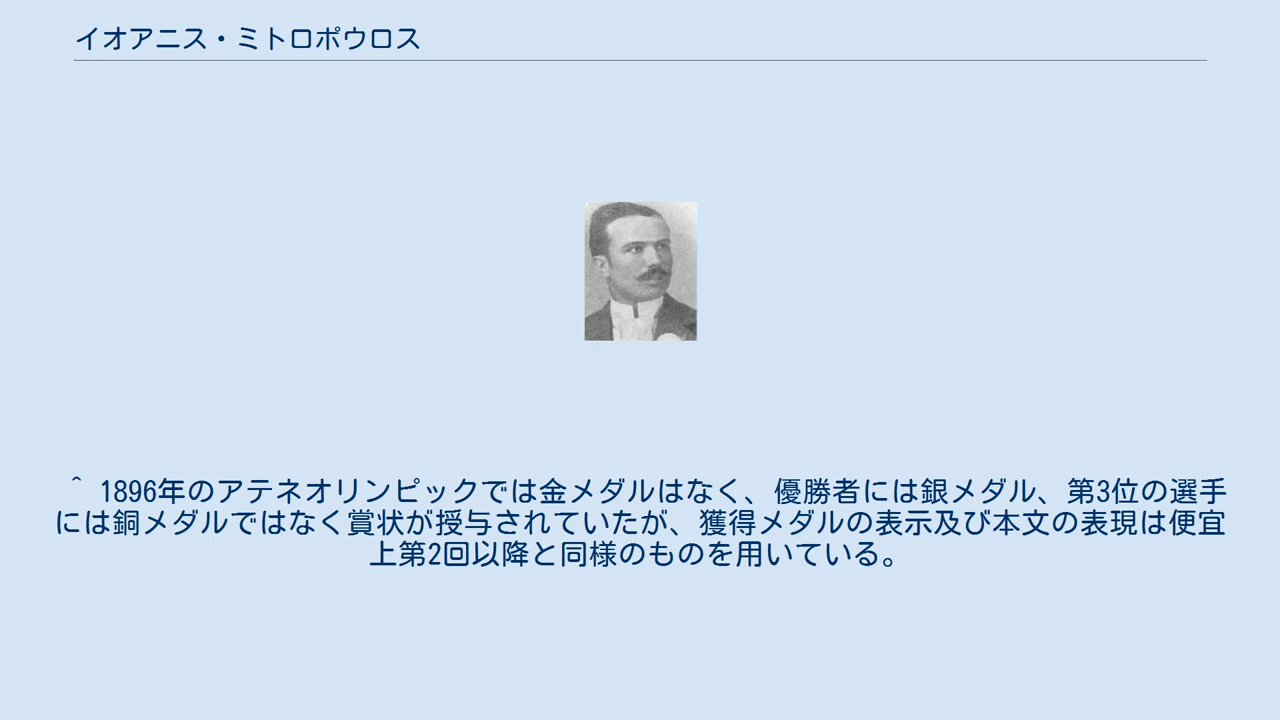 イオアニス・ミトロポウロス
^ 1896年のアテネオリンピックでは金メダルはなく、優勝者には銀メダル、第3位の選手
には銅メダルではなく賞状が授与されていたが、獲得メダルの表示及び本文の表現は便宜
上第2回以降と同様のものを用いている。